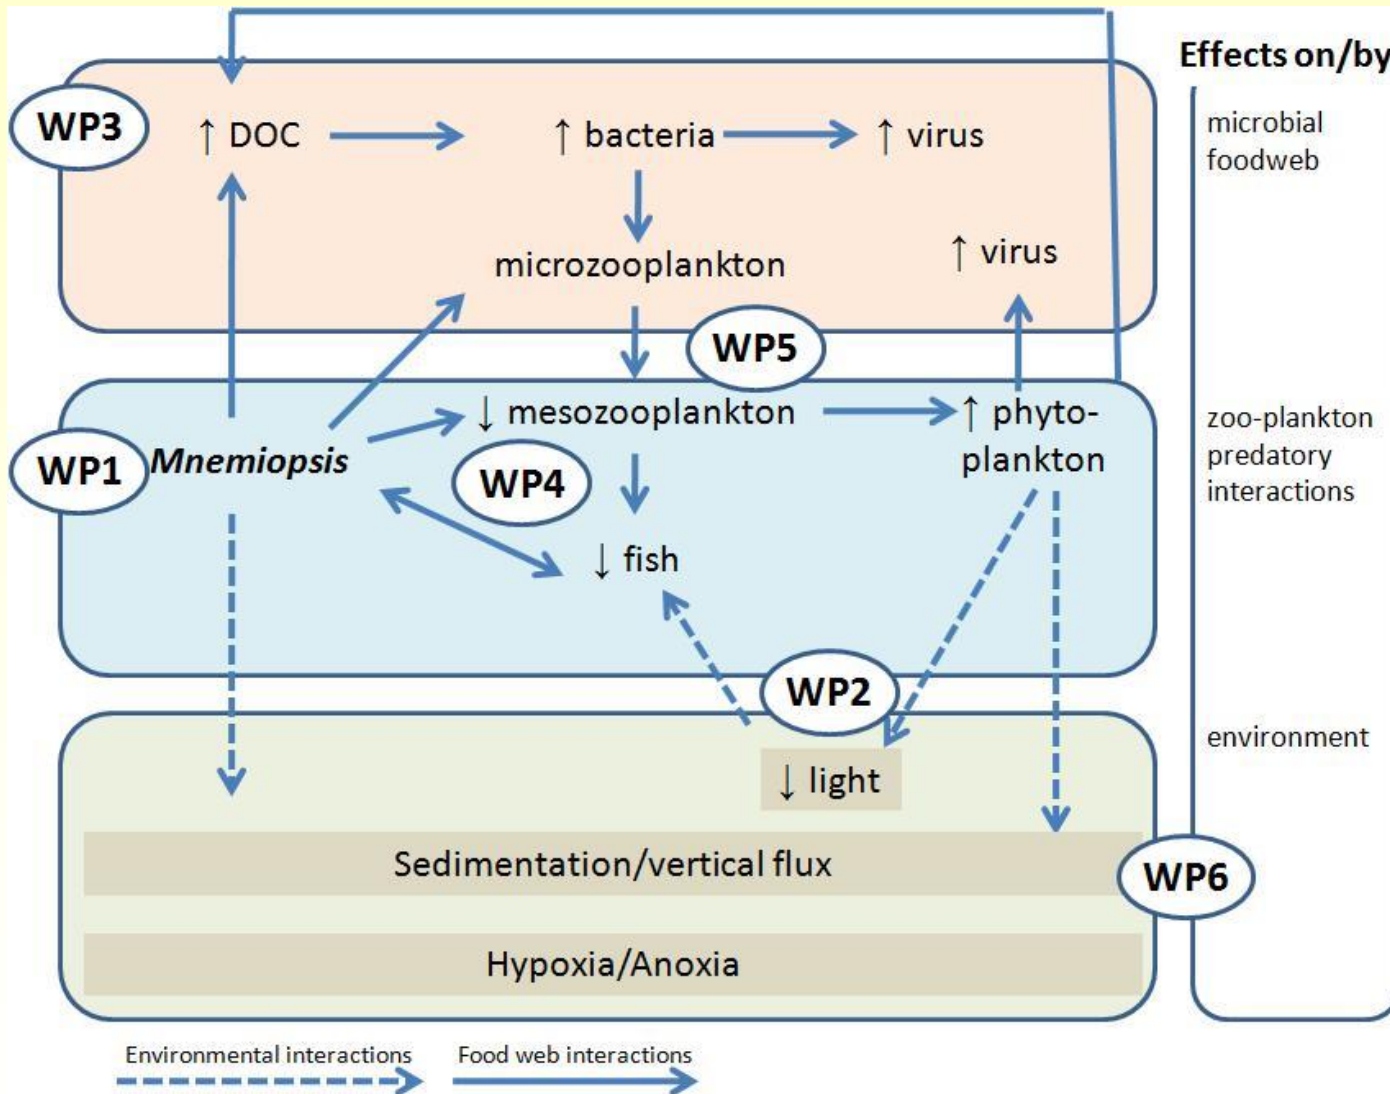 Effects on/by
WP3
↑ DOC
↑ bacteria
↑ virus
microbial
foodweb
microzooplankton
↑ virus
WP5
WP1
Mnemiopsis
↓ mesozooplankton
↑ phyto-
plankton
WP4
zoo-plankton
predatory
interactions
↓ fish
WP2
↓ light
environment
Sedimentation/vertical flux
WP6
Hypoxia/Anoxia
Environmental interactions
Food web interactions